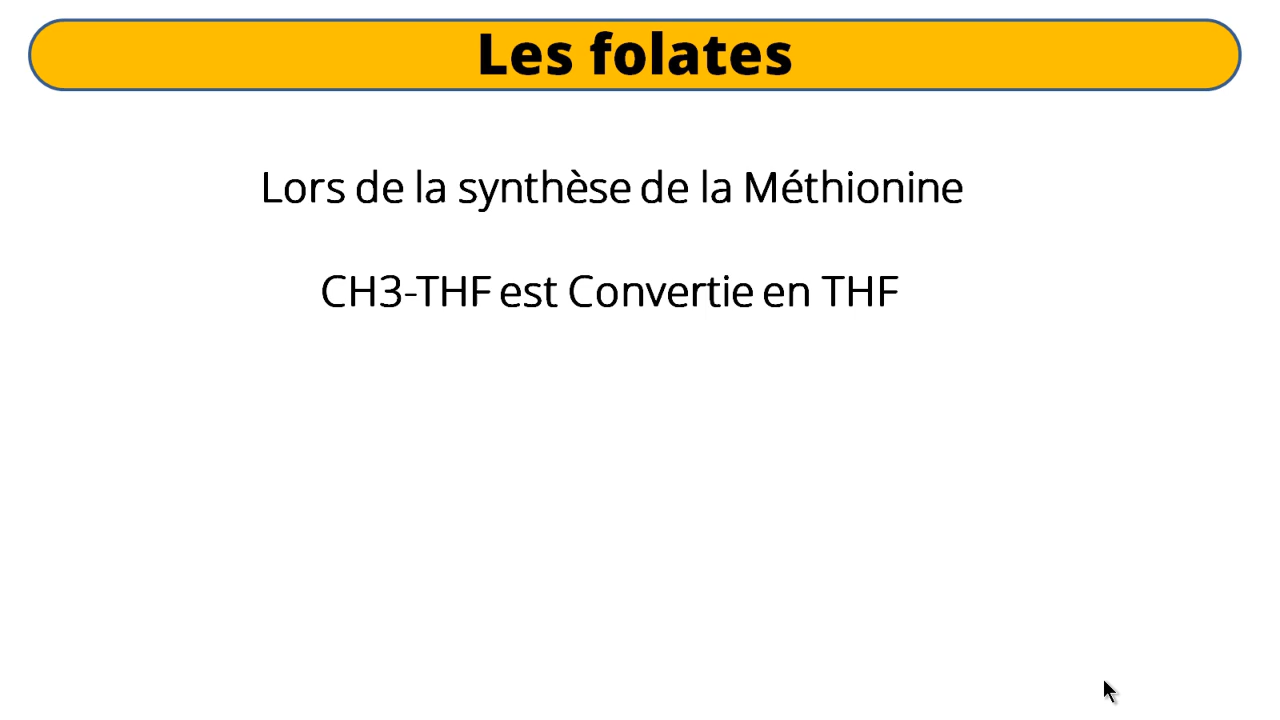 Les folates
Lors de la synthèse de la Méthionine
CH3-THF est Convertie en THF